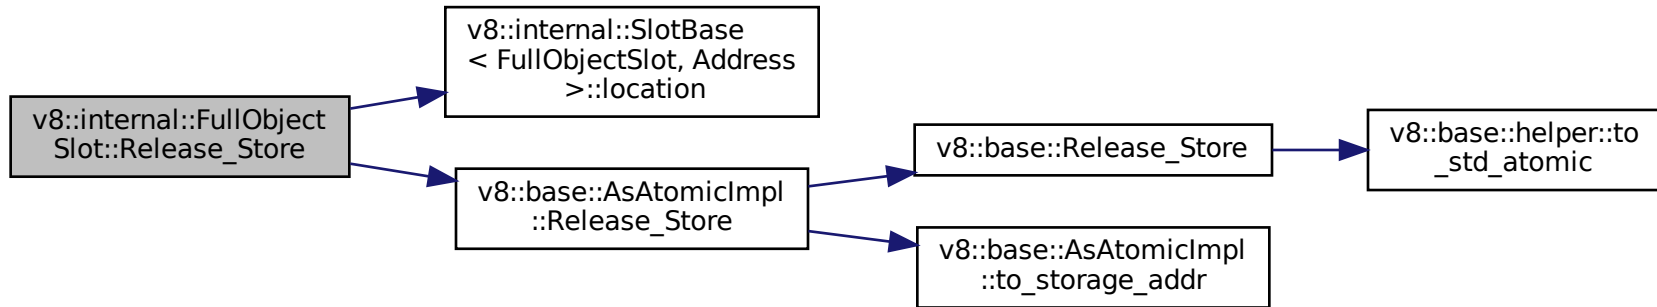 v8::internal::FullObject
Slot::Release_Store
v8::internal::SlotBase
< FullObjectSlot, Address
>::location
v8::base::AsAtomicImpl
::Release_Store
v8::base::Release_Store
v8::base::helper::to
_std_atomic
v8::base::AsAtomicImpl
::to_storage_addr